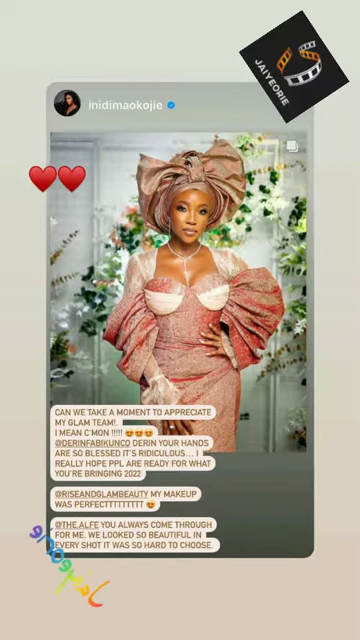 JAIYEORIE
inidimaokojie
CAN WE TAKE A MOMENT TO APPRECIATE
MY GLAM TEAM!.
I MEAN C'MON !!!!! 😍😍😍
@DERINFABIKUNCO DERIN YOUR HANDS
ARE SO BLESSED IT'S RIDICULOUS... I
REALLY HOPE PPL ARE READY FOR WHAT
YOU'RE BRINGING 2022
@RISEANDGLAMBEAUTY MY MAKEUP
WAS PERFECTTTTTTTTT 😍
@THE.ALFE YOU ALWAYS COME THROUGH
FOR ME. WE LOOKED SO BEAUTIFUL IN
EVERY SHOT IT WAS SO HARD TO CHOOSE.